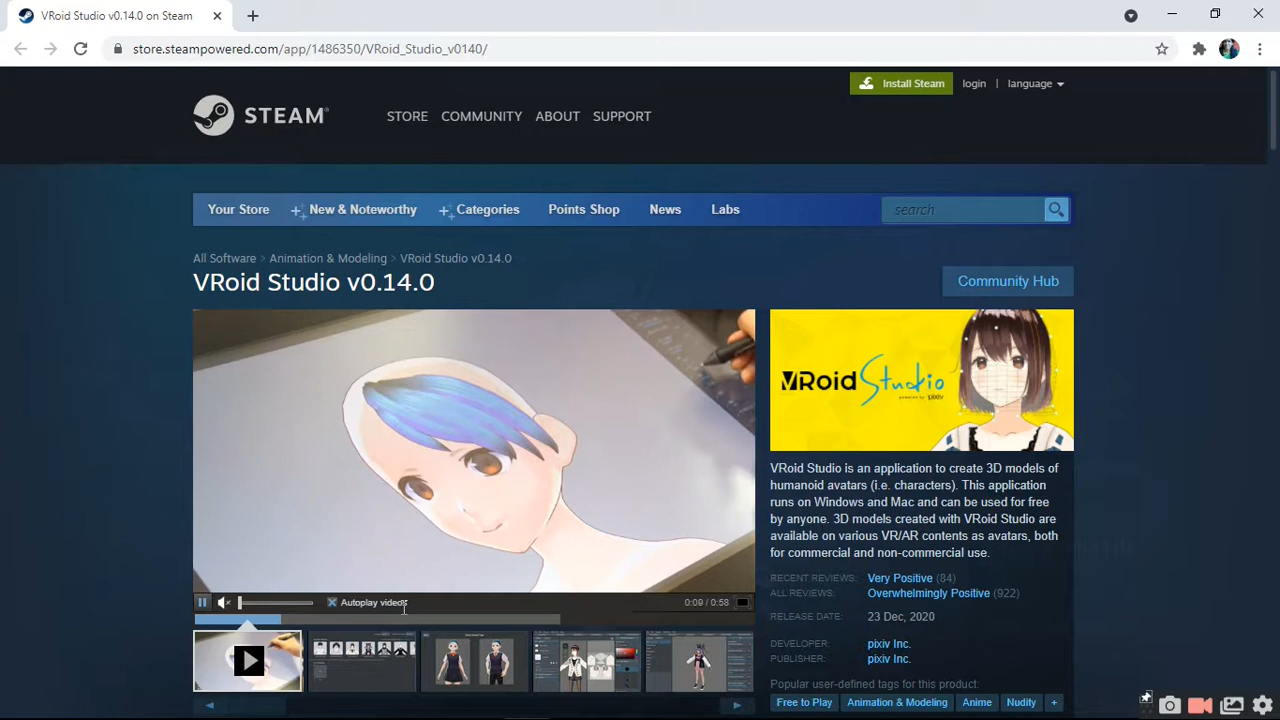 VRoid Studio v0.14.0 on Steam
store.steampowered.com/app/1486350/VRoid_Studio_v0140/
Install Steam login | language
STEAM® STORE COMMUNITY ABOUT SUPPORT
Your Store New & Noteworthy Categories Points Shop News Labs search
All Software > Animation & Modeling > VRoid Studio v0.14.0
VRoid Studio v0.14.0
Community Hub
VRoid Studio
powered by pixiv
VRoid Studio is an application to create 3D models of
humanoid avatars (i.e. characters). This application
runs on Windows and Mac and can be used for free
by anyone. 3D models created with VRoid Studio are
available on various VR/AR contents as avatars, both
for commercial and non-commercial use.
RECENT REVIEWS: Very Positive (84)
ALL REVIEWS: Overwhelmingly Positive (922)
RELEASE DATE: 23 Dec, 2020
DEVELOPER: pixiv Inc.
PUBLISHER: pixiv Inc.
Popular user-defined tags for this product:
Free to Play Animation & Modeling Anime Nudity +
Autoplay videos 0:09 / 0:58